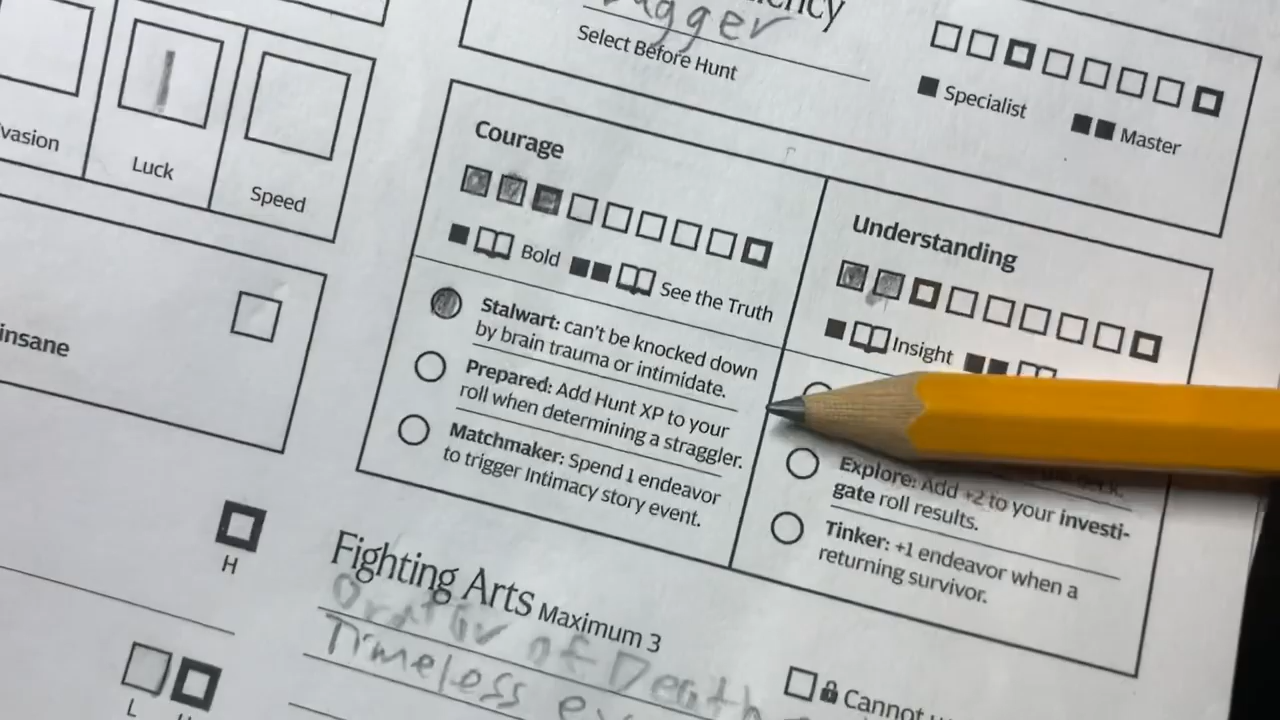 Select Before Hunt
Specialist
Master
vasion
Luck
Speed
insane
H
L
Courage
Bold
See the Truth
Stalwart: can't be knocked down
by brain trauma or intimidate.
Prepared: Add Hunt XP to your
roll when determining a straggler.
Matchmaker: Spend 1 endeavor
to trigger Intimacy story event.
Understanding
Insight
Explore: Add +2 to your investi-
gate roll results.
Tinker: +1 endeavor when a
returning survivor.
Fighting Arts Maximum 3
Orator of Death
Timeless
Cannot